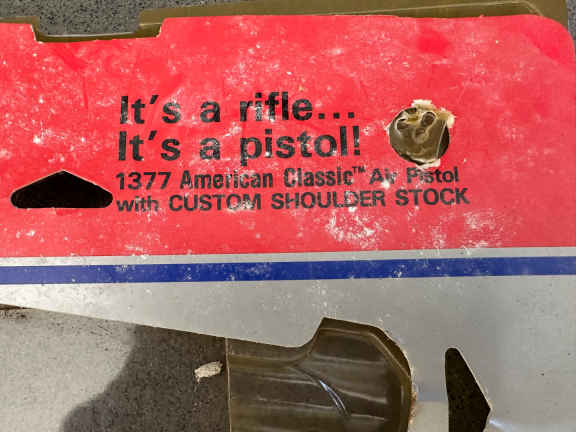 It's a rifle...
It's a pistol!
1377 American Classic™ Air Pistol
with CUSTOM SHOULDER STOCK